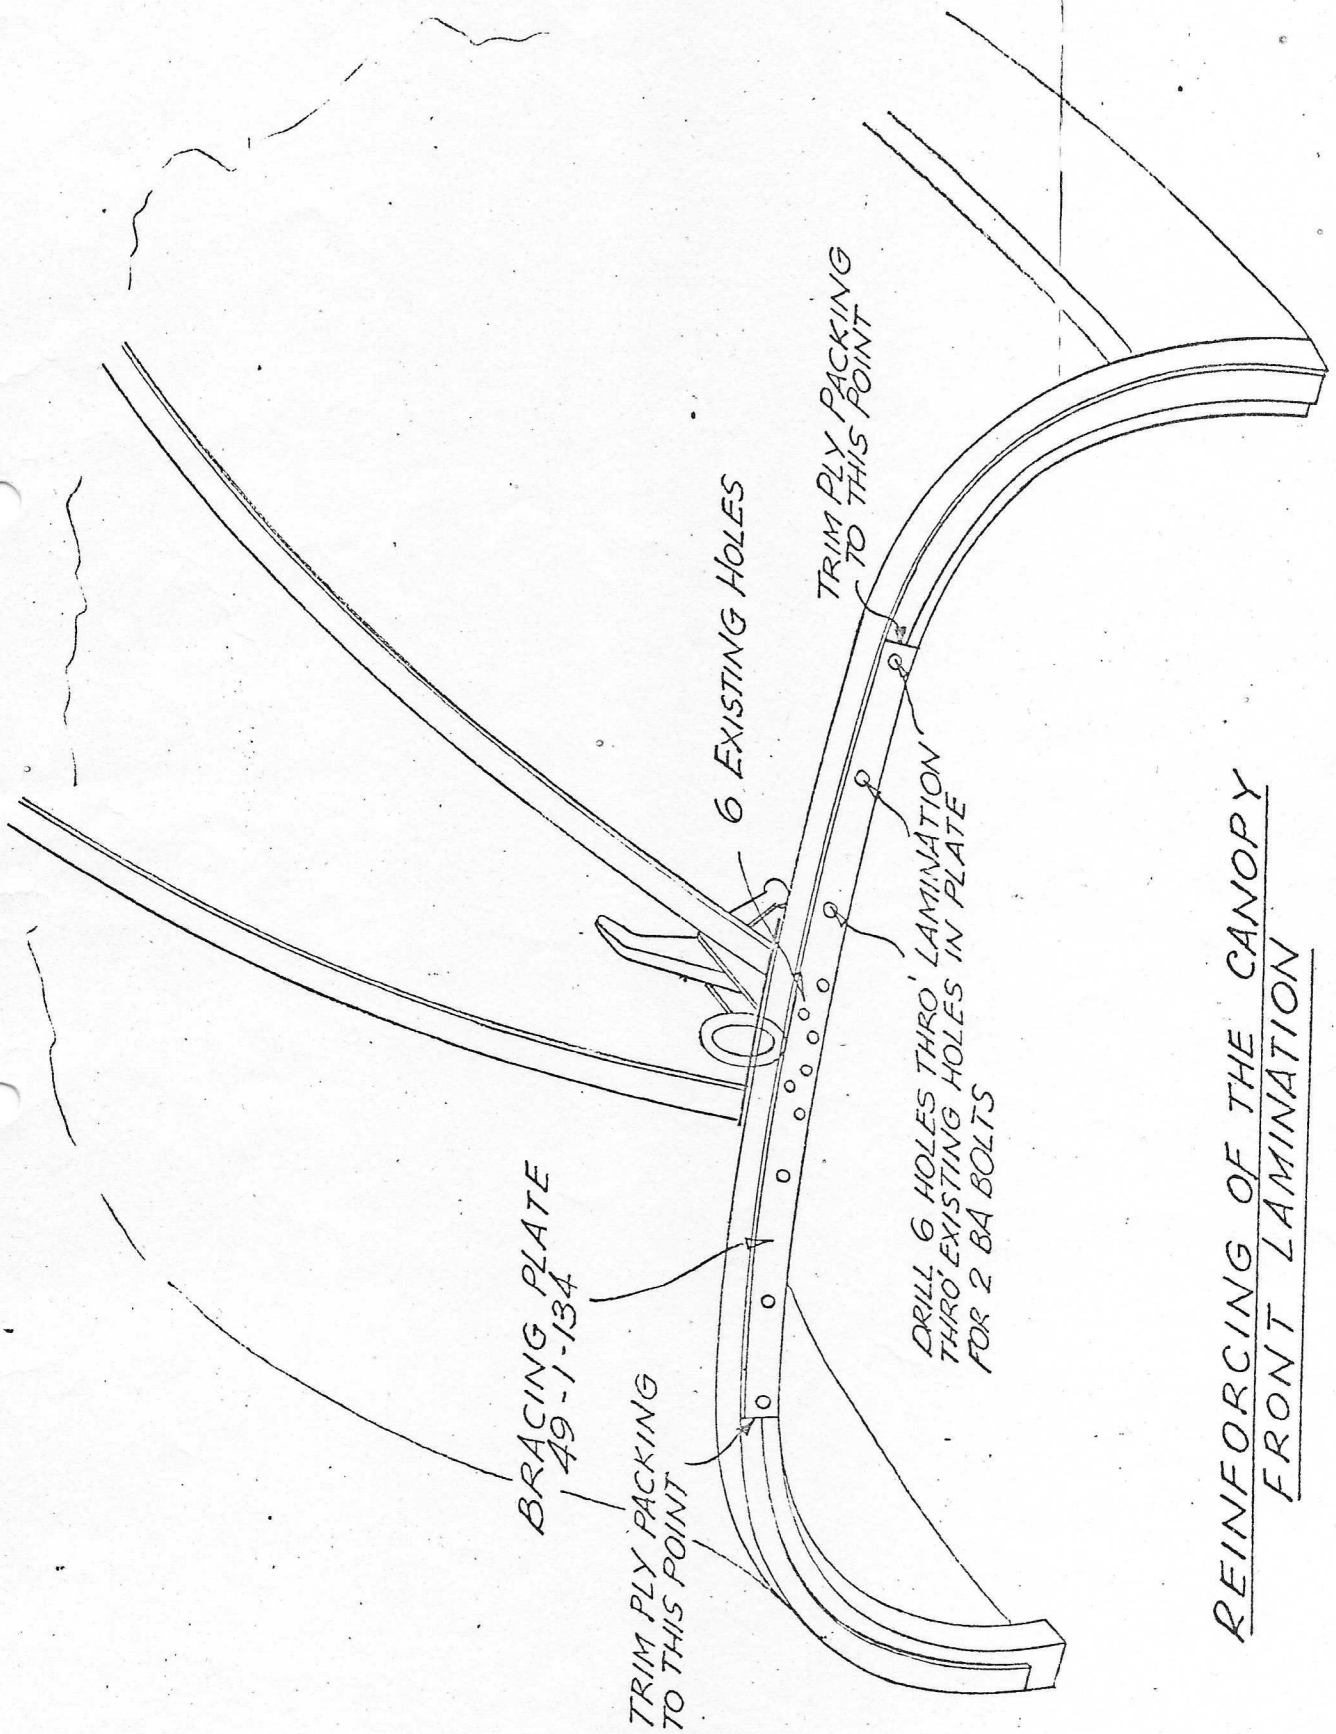 6 EXISTING HOLES
TRIM PLY PACKING
TO THIS POINT
BRACING PLATE
49-1-134
TRIM PLY PACKING
TO THIS POINT
DRILL 6 HOLES THRO' LAMINATION
THRO' EXISTING HOLES IN PLATE
FOR 2 BA BOLTS
REINFORCING OF THE CANOPY
FRONT LAMINATION